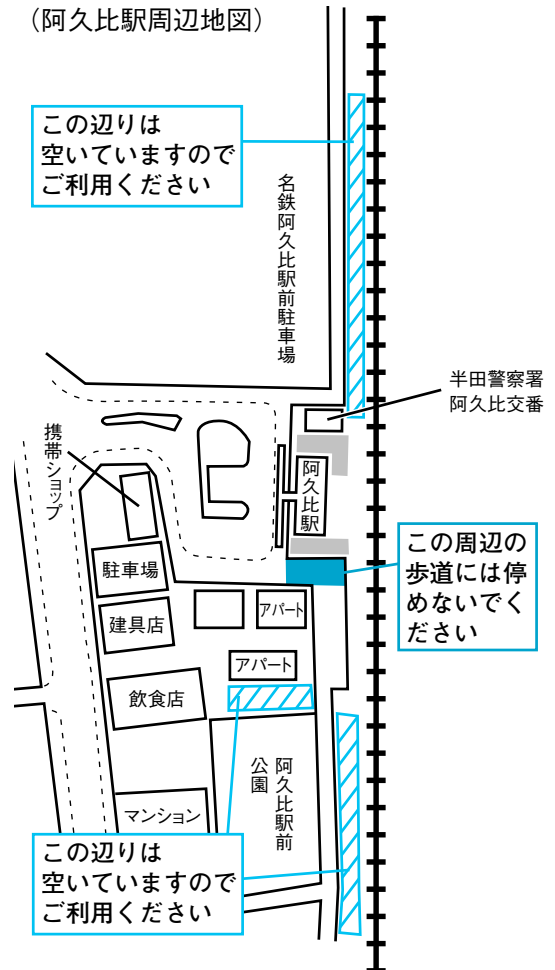 (阿久比駅周辺地図)
この辺りは
空いていますので
ご利用ください
名鉄阿久比駅前駐車場
半田警察署
阿久比交番
携帯ショップ
阿久比駅
この周辺の
歩道には停
めないでく
ださい
駐車場
建具店
アパート
アパート
飲食店
阿久比駅前
公園
マンション
この辺りは
空いていますので
ご利用ください